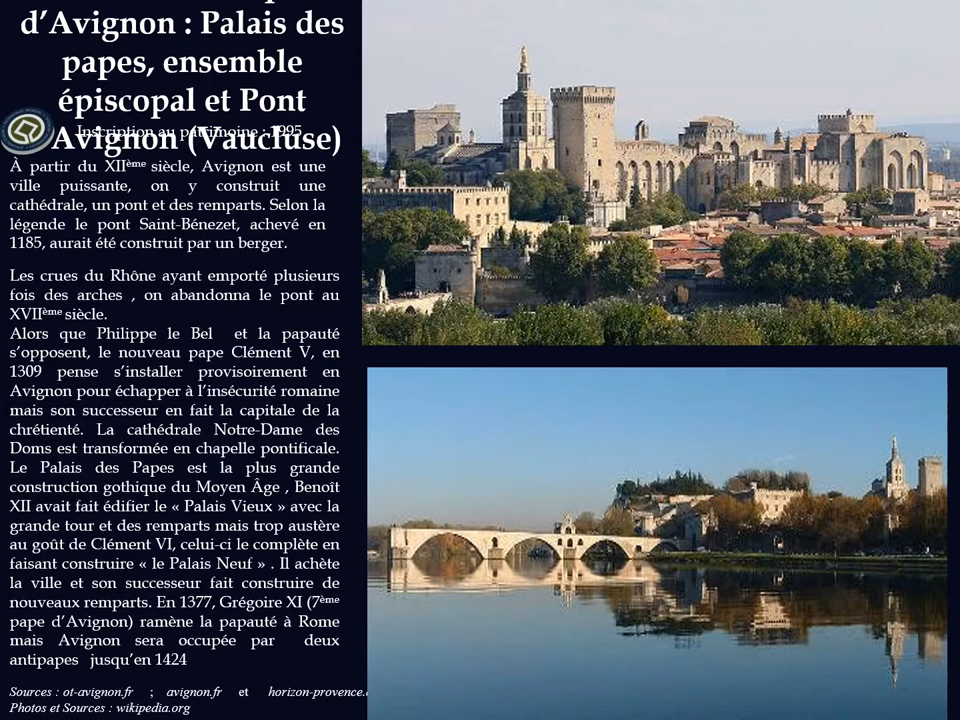 d’Avignon : Palais des
papes, ensemble
épiscopal et Pont
Avignon (Vaucluse)
Inscription au patrimoine : 1995
À partir du XIIème siècle, Avignon est une
ville puissante, on y construit une
cathédrale, un pont et des remparts. Selon la
légende le pont Saint-Bénezet, achevé en
1185, aurait été construit par un berger.
Les crues du Rhône ayant emporté plusieurs
fois des arches , on abandonna le pont au
XVIIème siècle.
Alors que Philippe le Bel et la papauté
s’opposent, le nouveau pape Clément V, en
1309 pense s’installer provisoirement en
Avignon pour échapper à l’insécurité romaine
mais son successeur en fait la capitale de la
chrétienté. La cathédrale Notre-Dame des
Doms est transformée en chapelle pontificale.
Le Palais des Papes est la plus grande
construction gothique du Moyen Âge , Benoît
XII avait fait édifier le « Palais Vieux » avec la
grande tour et des remparts mais trop austère
au goût de Clément VI, celui-ci le complète en
faisant construire « le Palais Neuf » . Il achète
la ville et son successeur fait construire de
nouveaux remparts. En 1377, Grégoire XI (7ème
pape d’Avignon) ramène la papauté à Rome
mais Avignon sera occupée par deux
antipapes jusqu’en 1424
Sources : ot-avignon.fr ; avignon.fr et horizon-provence.
Photos et Sources : wikipedia.org